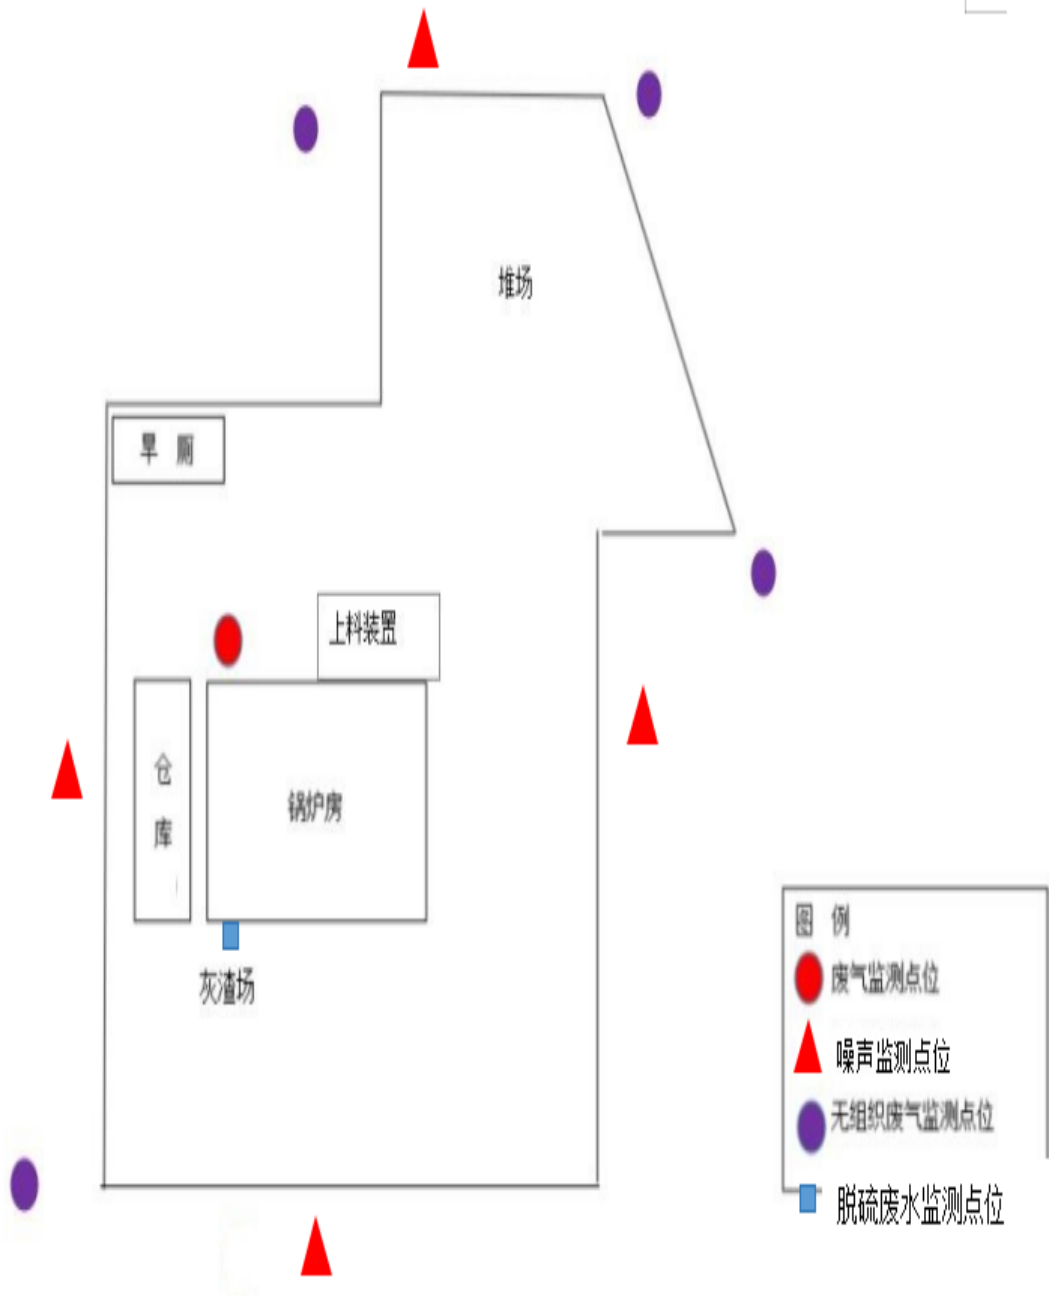 堆场
旱 厕
上料装置
仓
库
锅炉房
灰渣场
图 例
废气监测点位
噪声监测点位
无组织废气监测点位
脱硫废水监测点位